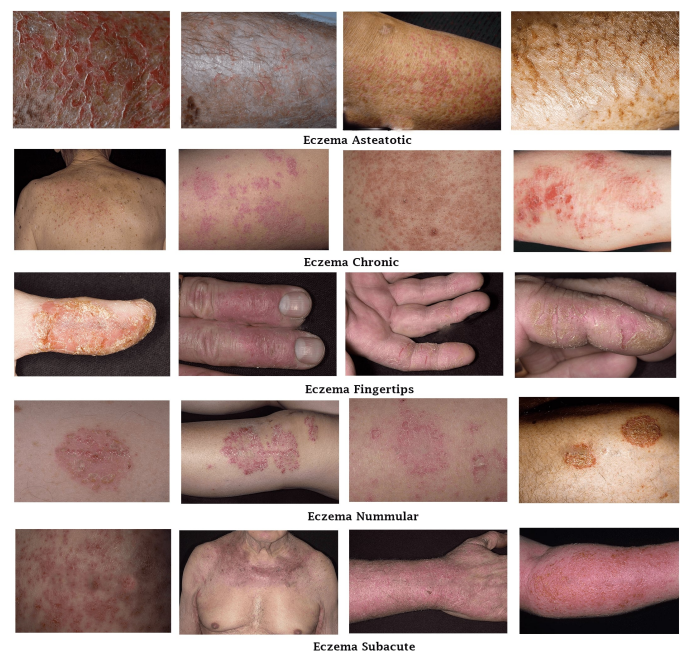 Eczema Asteatotic
Eczema Chronic
Eczema Fingertips
Eczema Nummular
Eczema Subacute